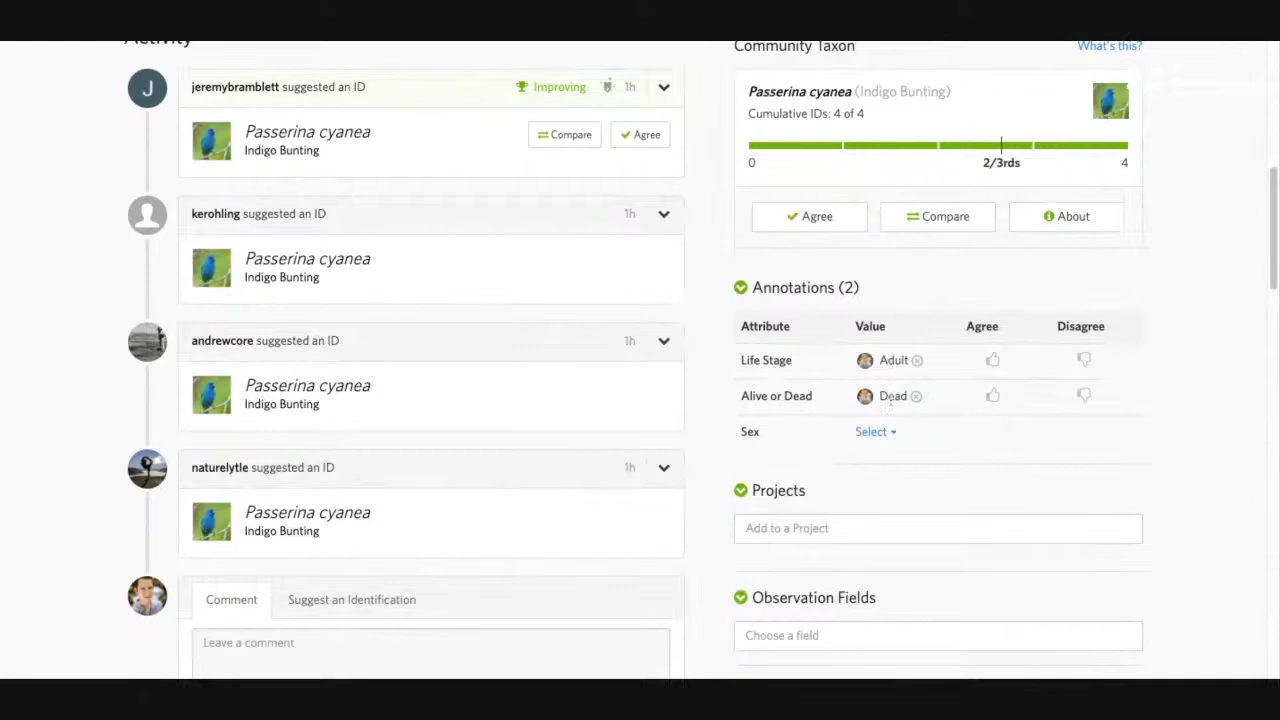 Activity
jeremybramblett suggested an ID Improving 1h
Passerina cyanea
Indigo Bunting
Compare
Agree
kerohling suggested an ID 1h
Passerina cyanea
Indigo Bunting
andrewcore suggested an ID 1h
Passerina cyanea
Indigo Bunting
naturelytle suggested an ID 1h
Passerina cyanea
Indigo Bunting
Comment Suggest an Identification
Leave a comment
J
Community Taxon What's this?
Passerina cyanea (Indigo Bunting)
Cumulative IDs: 4 of 4
0 2/3rds 4
Agree Compare About
Annotations (2)
Attribute Value Agree Disagree
Life Stage Adult
Alive or Dead Dead
Sex Select
Projects
Add to a Project
Observation Fields
Choose a field